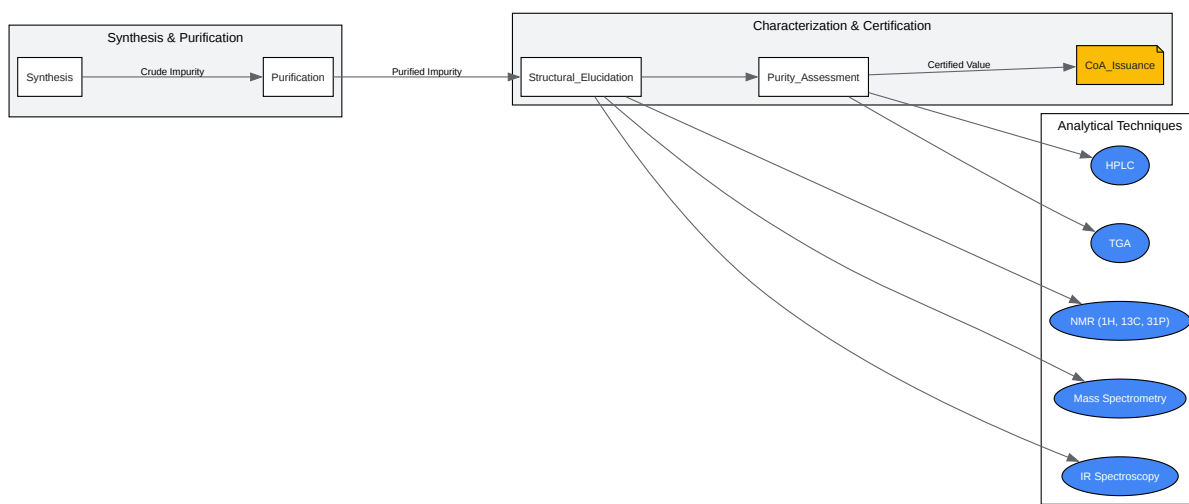 Synthesis & Purification
Synthesis
Crude Impurity
Purification
Purified Impurity
Characterization & Certification
Structural_Elucidation
Purity_Assessment
Certified Value
CoA_Issuance
Analytical Techniques
HPLC
TGA
NMR (1H, 13C, 31P)
Mass Spectrometry
IR Spectroscopy